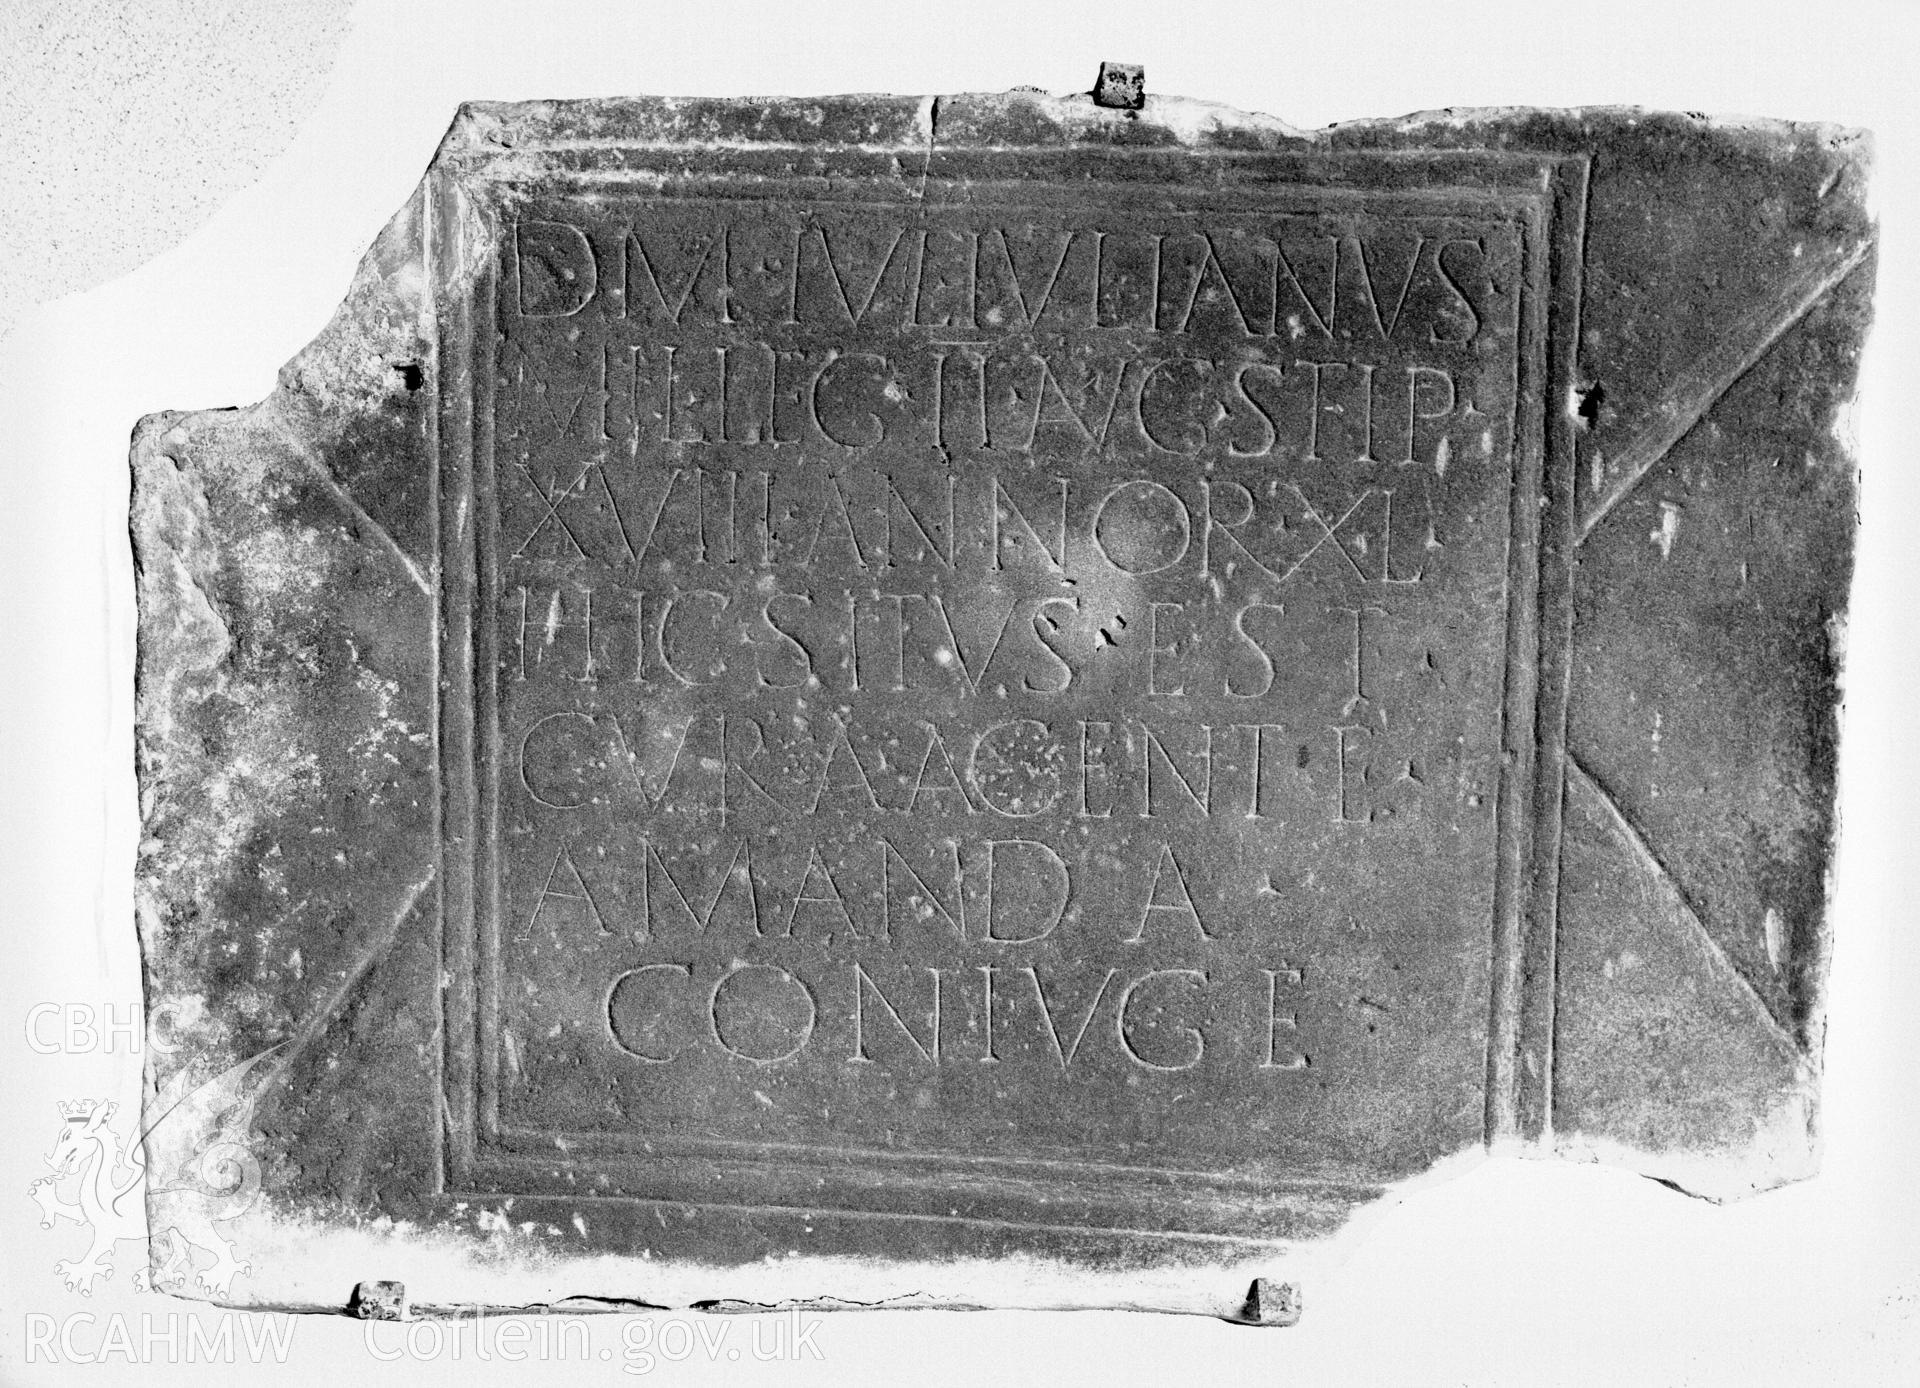 D·M·IVL·IVLIANVS
MIL·LEG·II·AVG·STIP·
XVIII·ANNOR·XL·
HIC·SITVS·EST·
CVRA·AGENTE·
AMANDA·
CONIVGE
CBHC
RCAHMW Coflein.gov.uk